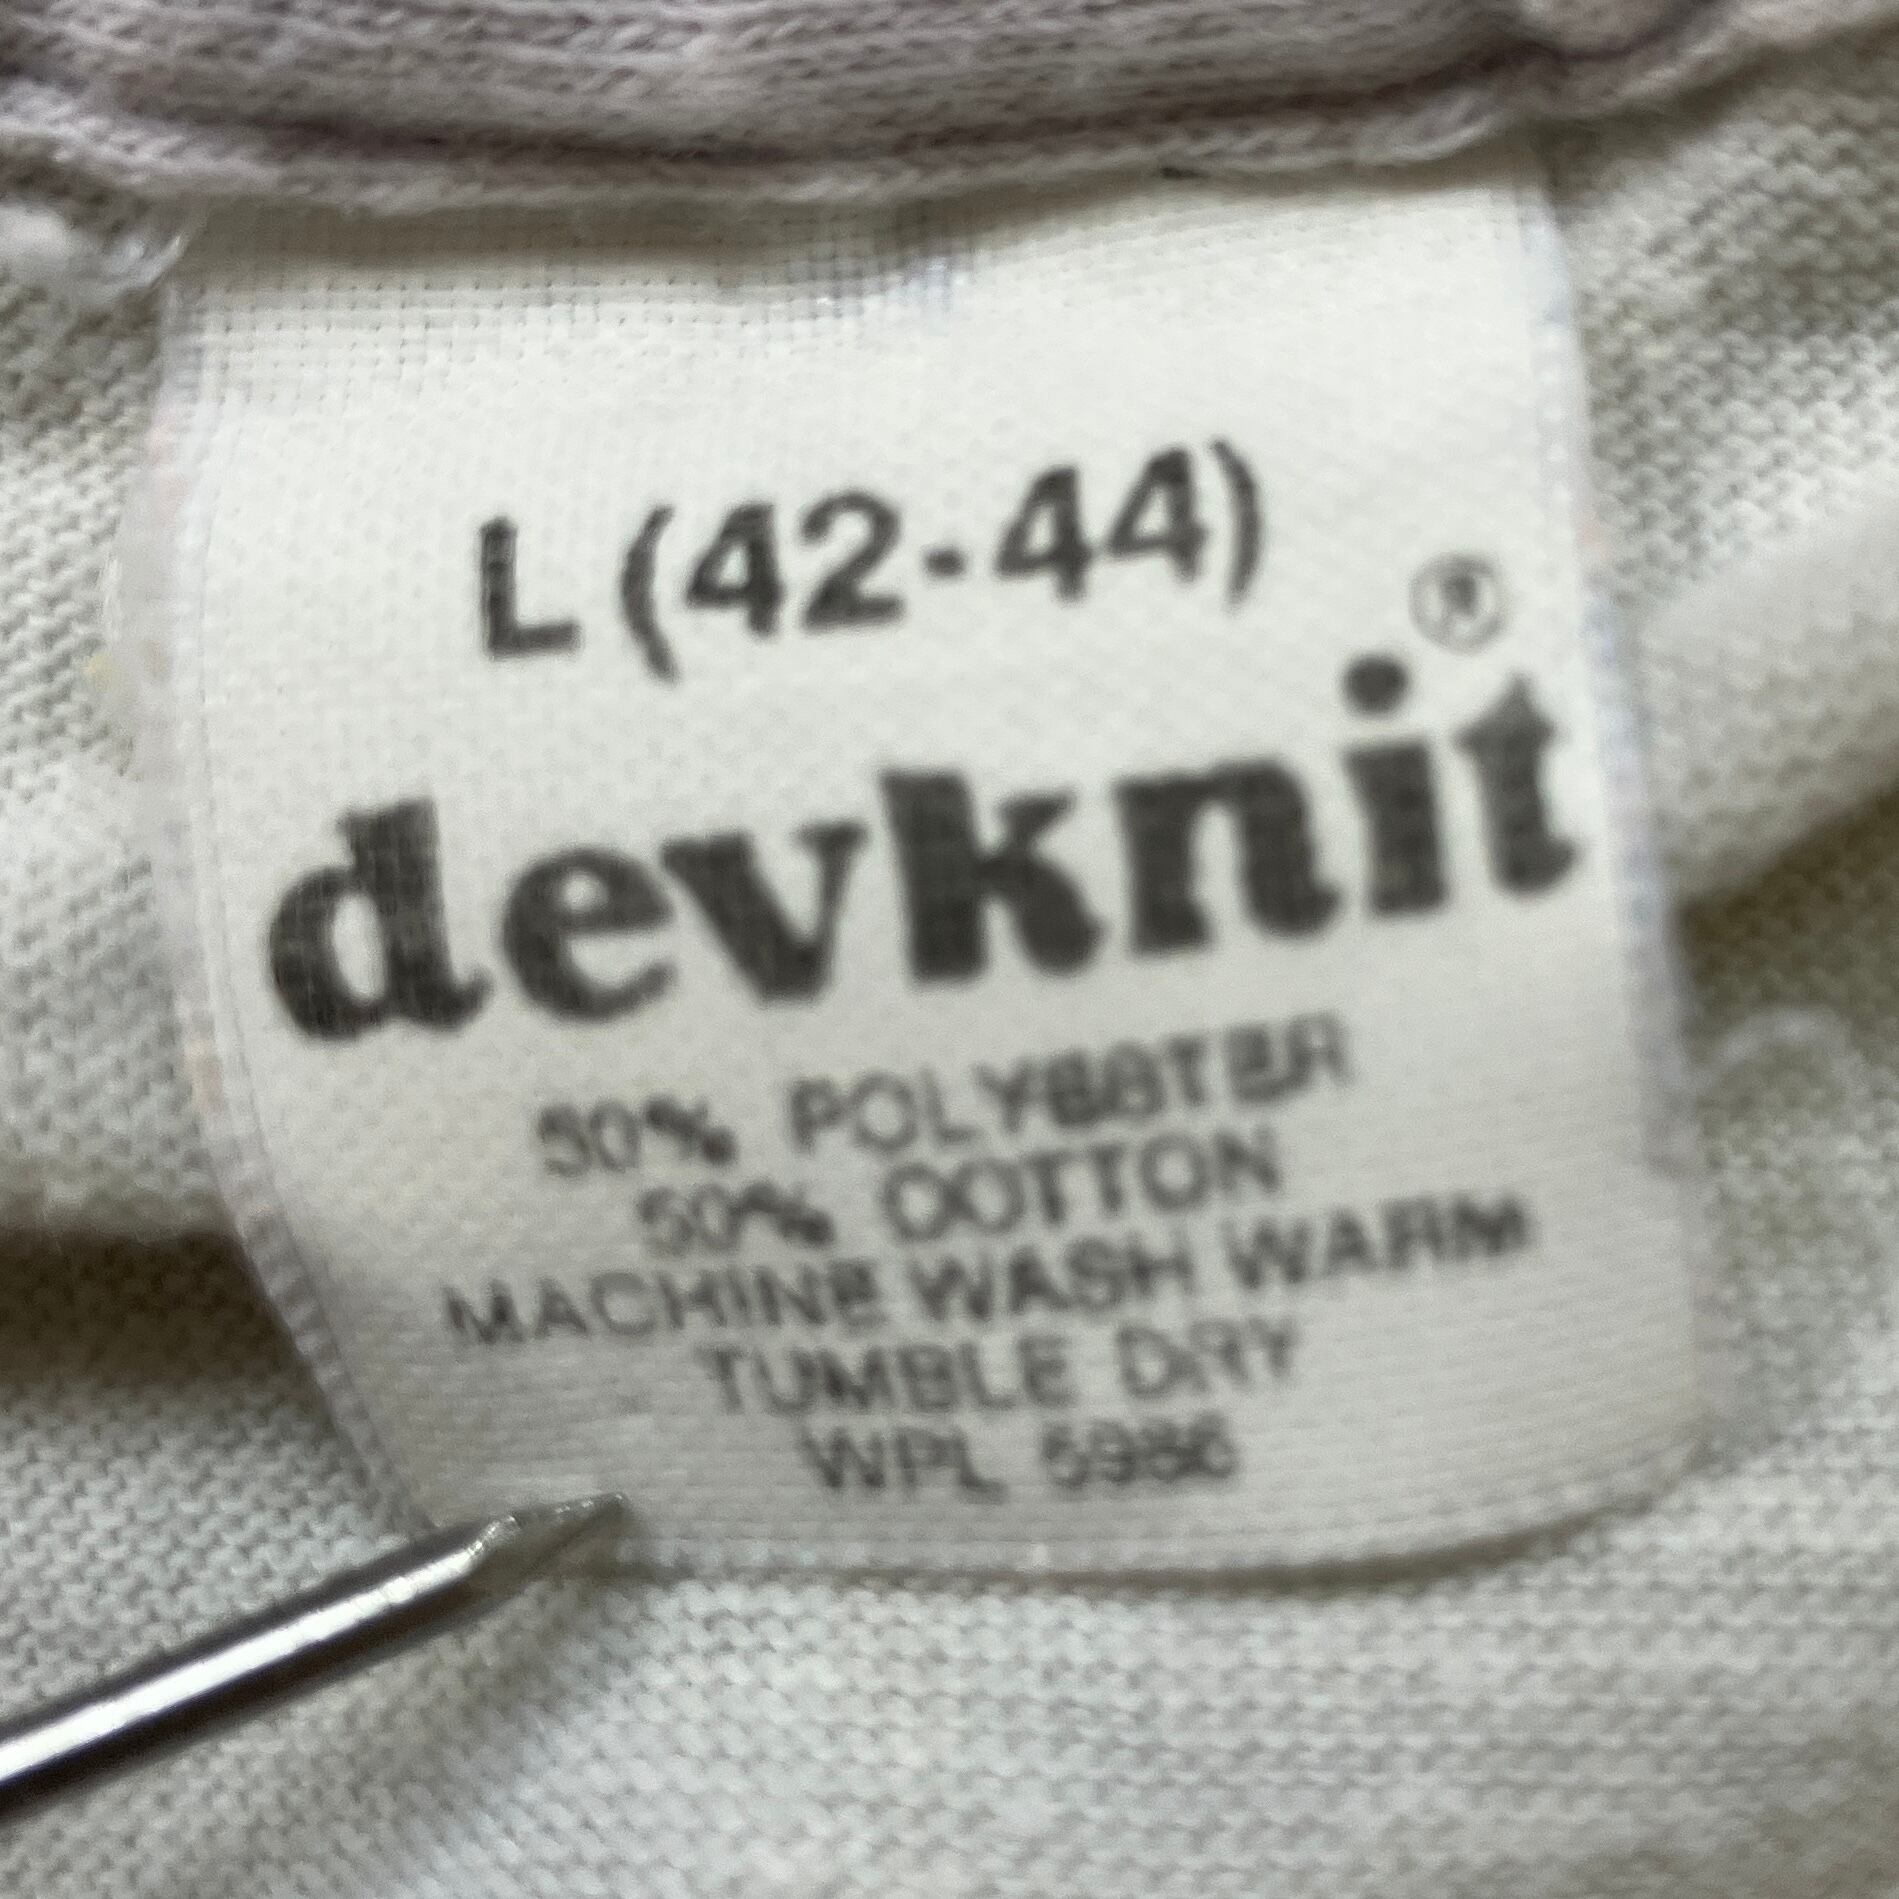 L (42-44)
devknit®
50% POLYESTER
50% COTTON
MACHINE WASH WARM
TUMBLE DRY
WPL 5986